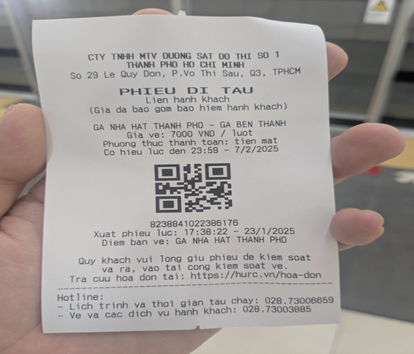 CTY TNHH MTV DUONG SAT DO THI SO 1
THANH PHO HO CHI MINH
So 29 Le Quy Don, P.Vo Thi Sau, Q3, TPHCM
PHIEU DI TAU
Lien hanh khach
(Gia da bao gom bao hiem hanh khach)
GA NHA HAT THANH PHO - GA BEN THANH
Gia ve: 7000 VND / luot
Phuong thuc thanh toan: tien mat
Co hieu luc den 23:59 - 7/2/2025
8238841022386176
Xuat phieu luc: 17:38:22 - 23/1/2025
Diem ban ve: GA NHA HAT THANH PHO
Quy khach vui long giu phieu de kiem soat
va ra, vao tai cong kiem soat ve.
Tra cuu hoa don tai: https://hurc.vn/hoa-don
Hotline:
- Lich trinh va thoi gian tau chay: 028.73006659
- Ve va cac dich vu hanh khach: 028.73003885